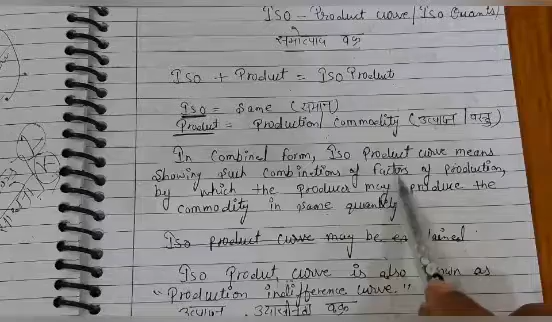 Iso - Product curve / Iso Quants /
समोत्पाद वक्र
Iso + Product = Iso Product
Iso = Same (समान)
Product = Production/commodity (उत्पादन / वस्तु)
In Combined form, Iso product curve means
showing such combinations of factors of production,
by which the producer may produce the
commodity in same quantity
Iso product curve may be
Iso Product curve is also as
"Production indifference curve."
उत्पादन उदासीनता वक्र